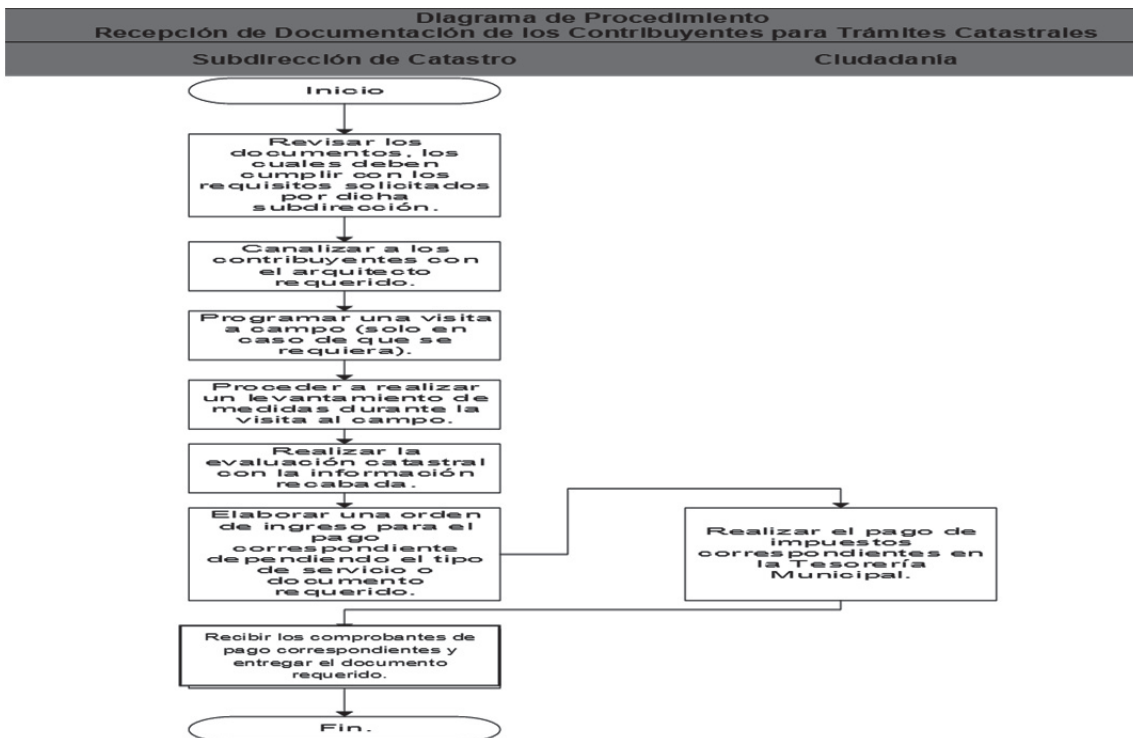 Diagrama de Procedimiento
Recepción de Documentación de los Contribuyentes para Trámites Catastrales
Subdirección de Catastro
Ciudadanía
Inicio
Revisar los
documentos, los
cuales deben
cumplir con los
requisitos solicitados
por dicha
subdirección.
Canalizar a los
contribuyentes con
el arquitecto
requerido.
Programar una visita
a campo (solo en
caso de que se
requiera).
Proceder a realizar
un levantamiento de
medidas durante la
visita al campo.
Realizar la
evaluación catastral
con la información
recabada.
Elaborar una orden
de ingreso para el
pago
correspondiente
dependiendo el tipo
de servicio o
documento
requerido.
Realizar el pago de
impuestos
correspondientes en
la Tesorería
Municipal.
Recibir los comprobantes de
pago correspondientes y
entregar el documento
requerido.
Fin.